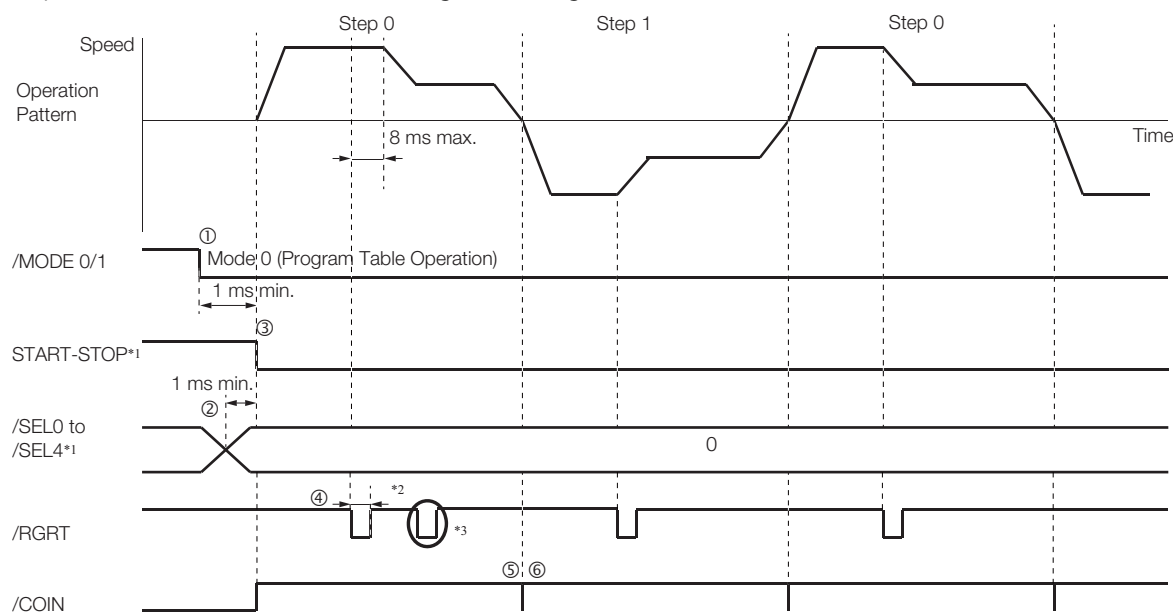 Step 0
Step 1
Step 0
Speed
Operation
Pattern
8 ms max.
Time
①
/MODE 0/1
Mode 0 (Program Table Operation)
1 ms min.
③
START-STOP*1
1 ms min.
②
/SEL0 to
/SEL4*1
0
④
*2
/RGRT
*3
⑤ ⑥
/COIN